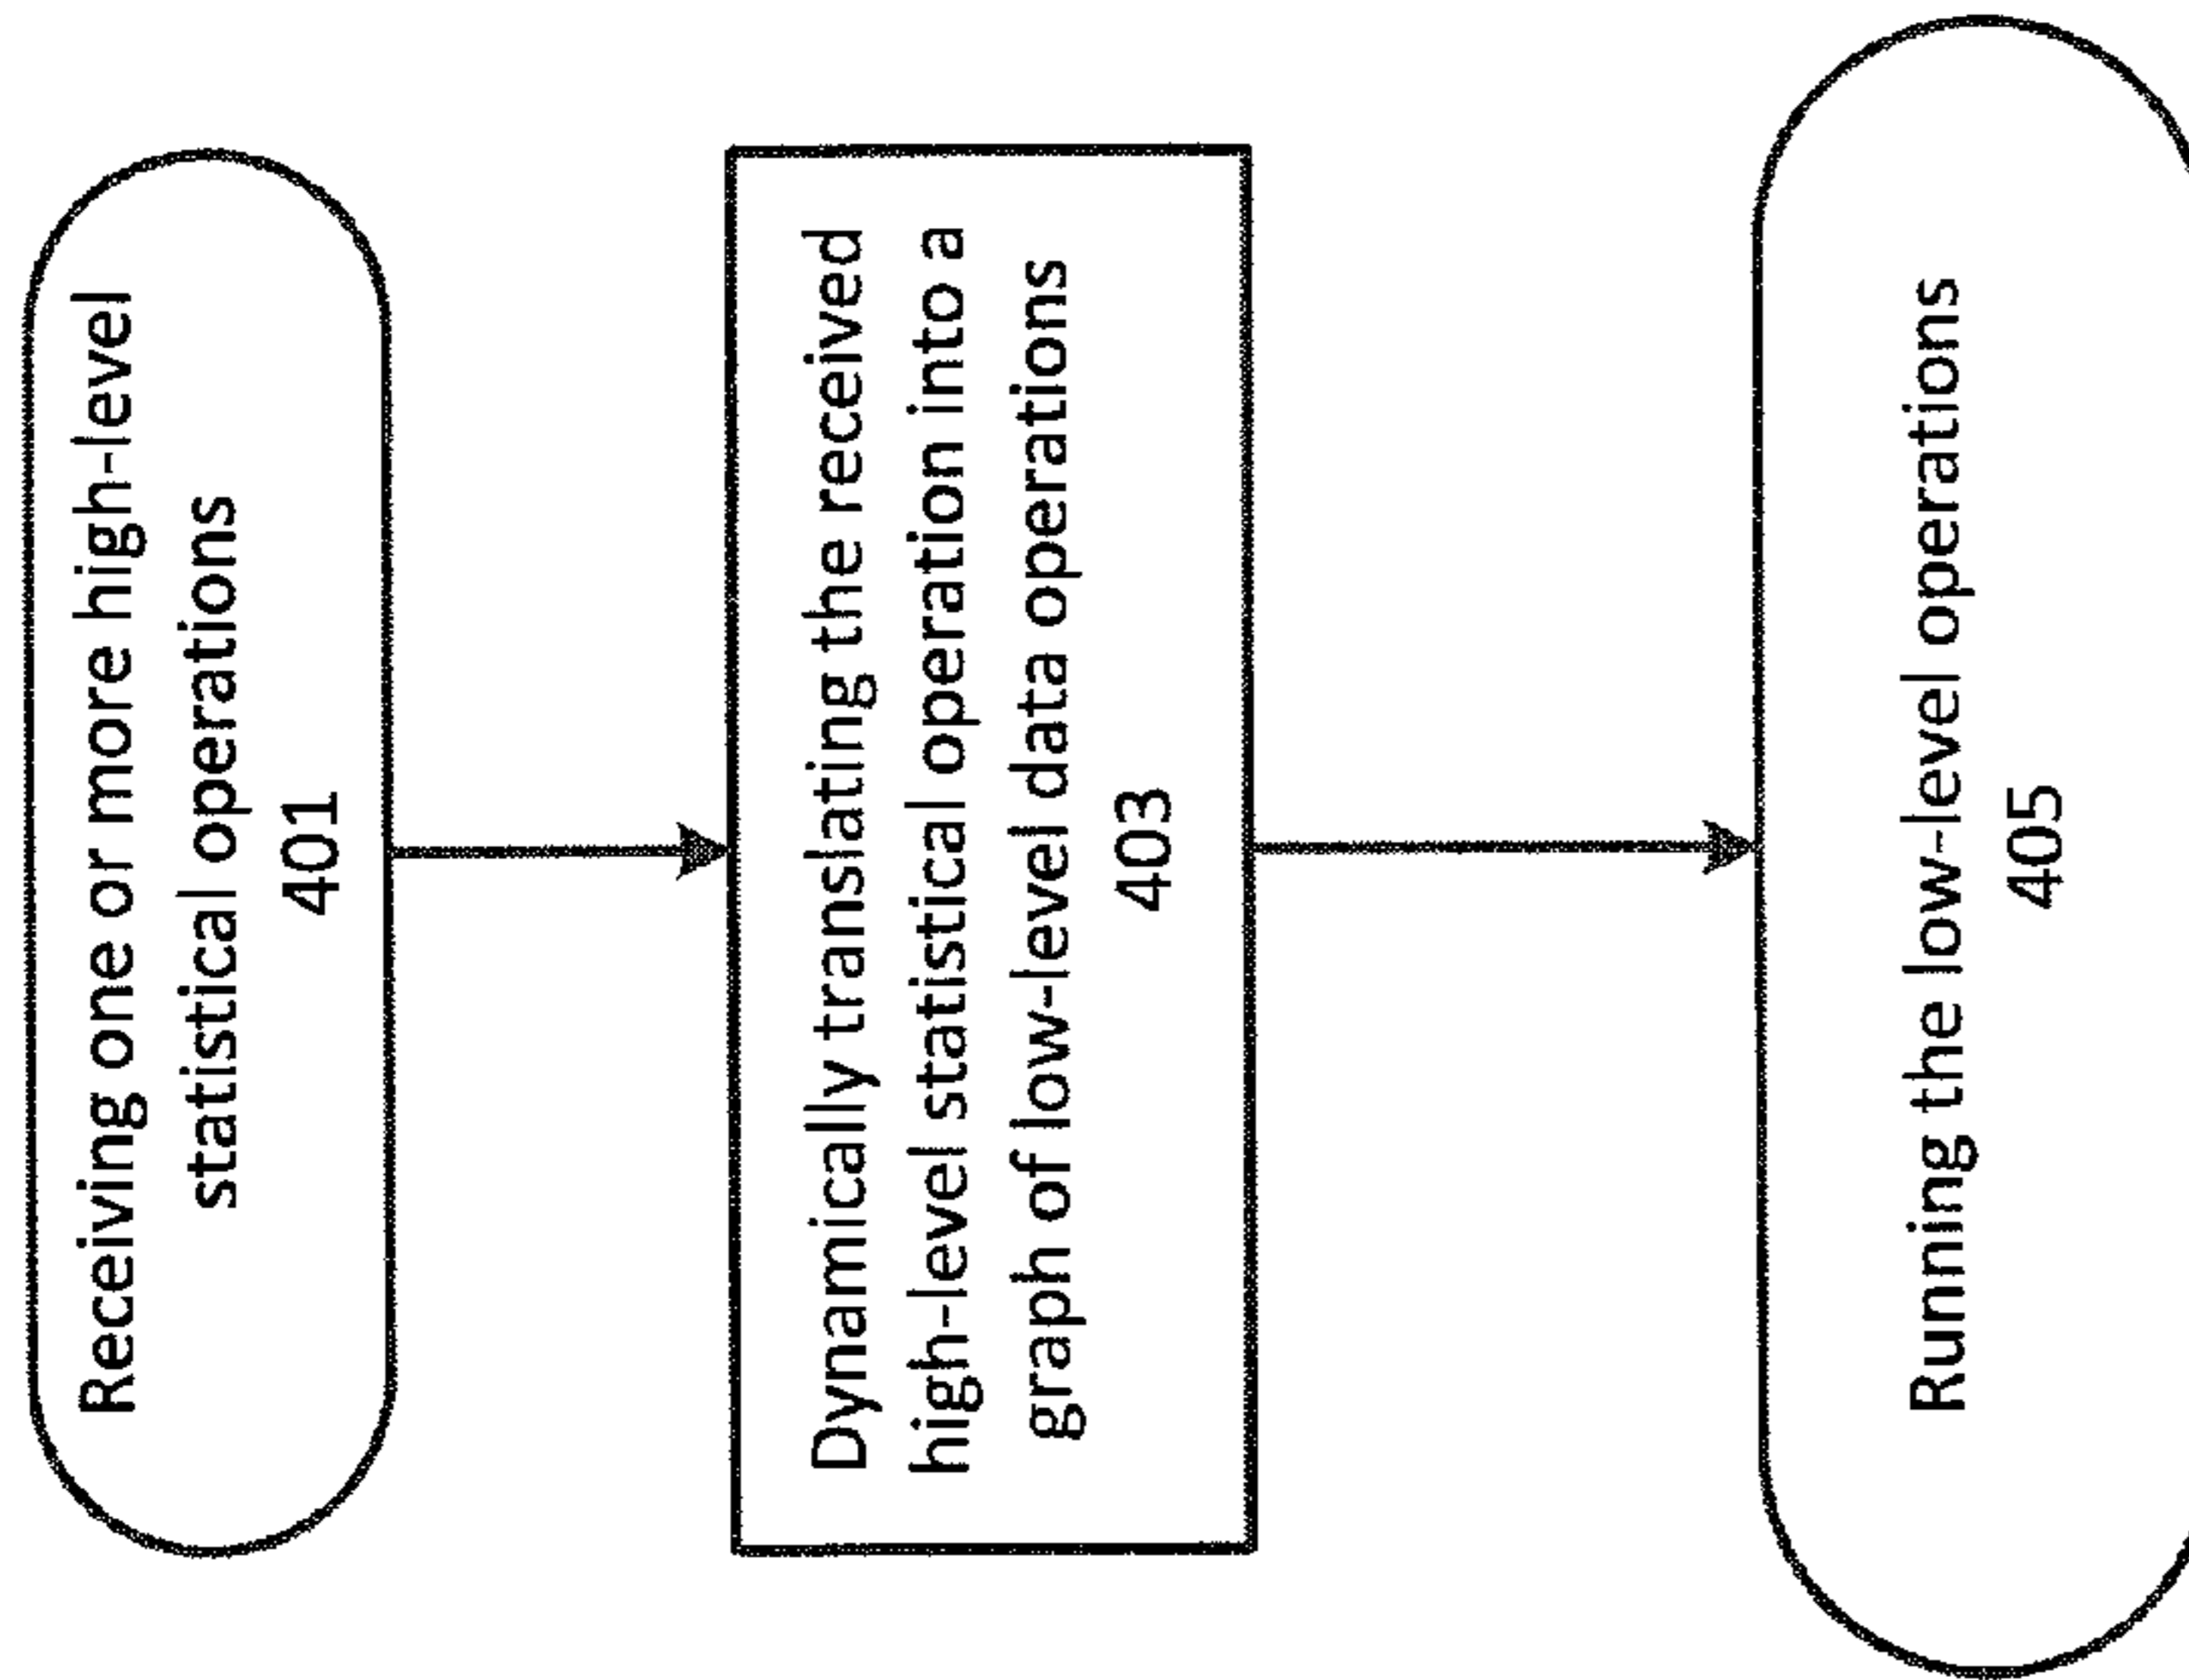 Receiving one or more high-level
statistical operations
401
Dynamically translating the received
high-level statistical operation into a
graph of low-level data operations
403
Running the low-level operations
405